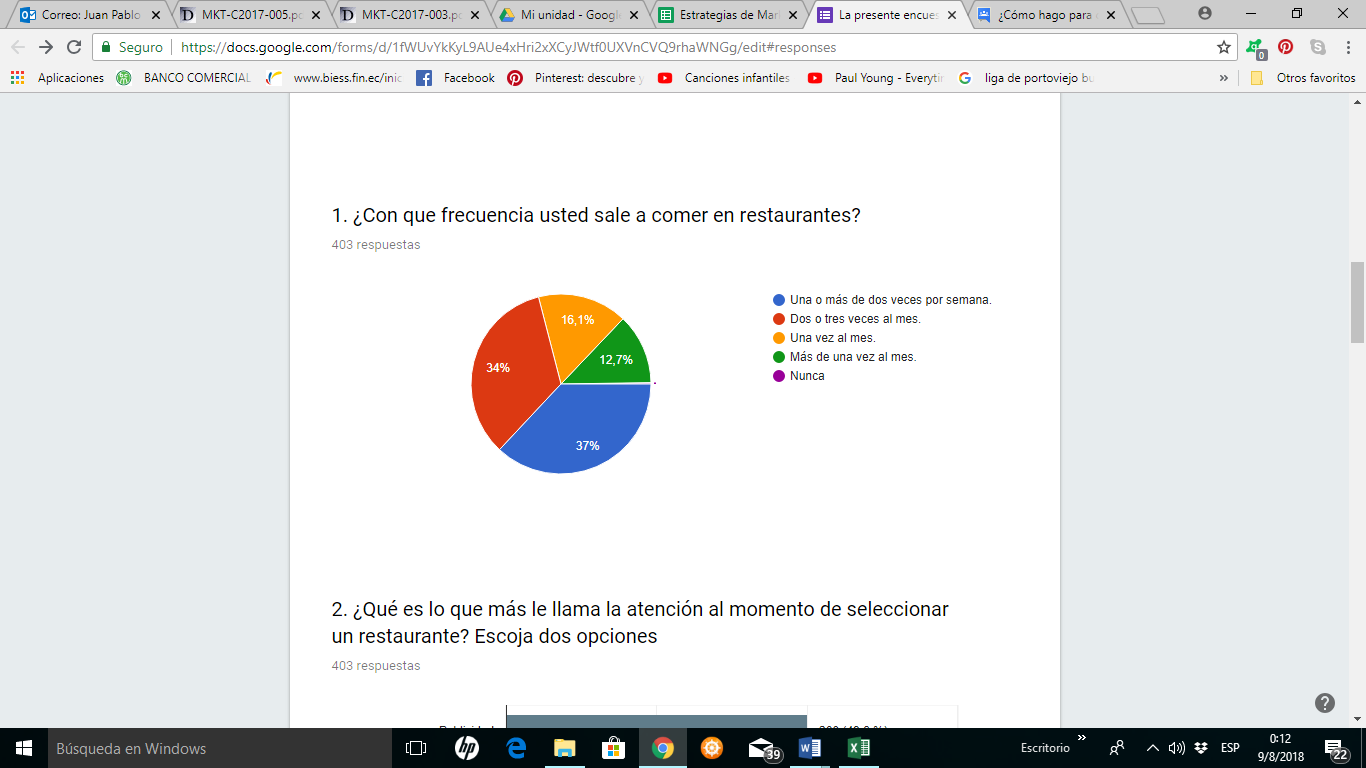 Correo: Juan Pablo
MKT-C2017-005.p
MKT-C2017-003.p
Mi unidad - Googl
Estrategias de Mar
La presente encue
¿Cómo hago para
Seguro
https://docs.google.com/forms/d/1fWUvYkKyL9AUe4xHri2xXCyJWtf0UXVnCVQ9rhaWNGg/edit#responses
0
Aplicaciones
BANCO COMERCIAL
www.biess.fin.ec/inic
Facebook
Pinterest: descubre y
Canciones infantiles
Paul Young - Everyti
liga de portoviejo bu
»
Otros favoritos
1. ¿Con que frecuencia usted sale a comer en restaurantes?
403 respuestas
16,1%
12,7%
34%
37%
Una o más de dos veces por semana.
Dos o tres veces al mes.
Una vez al mes.
Más de una vez al mes.
Nunca
2. ¿Qué es lo que más le llama la atención al momento de seleccionar
un restaurante? Escoja dos opciones
403 respuestas
Búsqueda en Windows
hp
39
Escritorio
»
ESP
0:12
9/8/2018
22